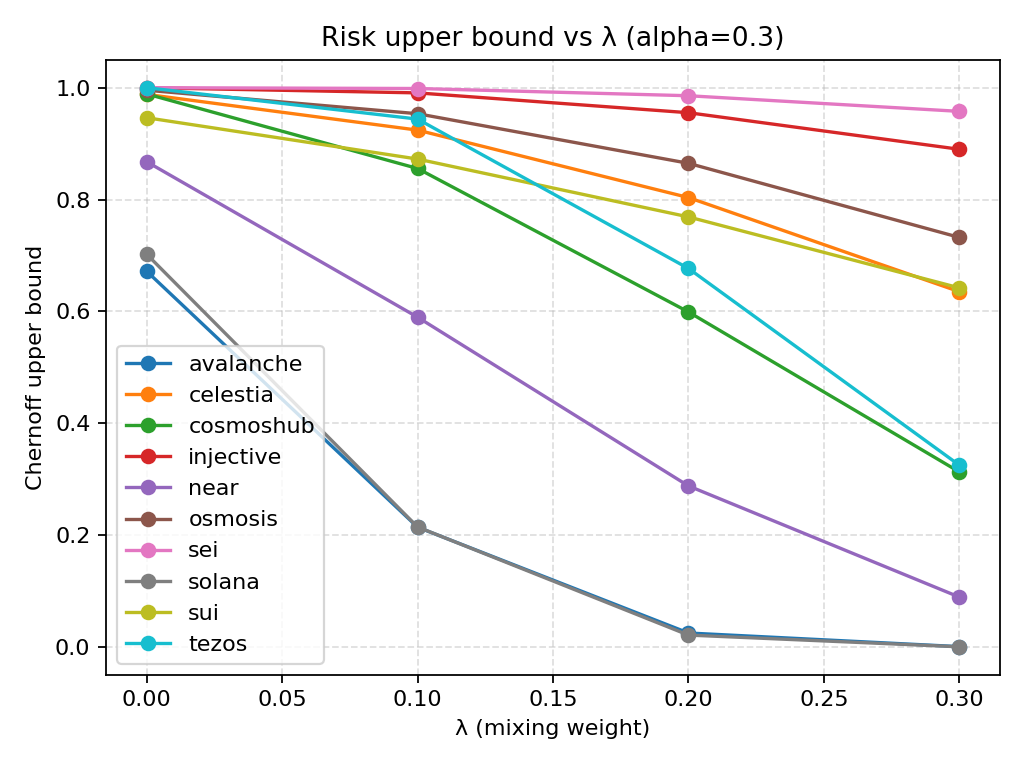 Risk upper bound vs λ (alpha=0.3)
Chernoff upper bound
1.0
0.8
0.6
0.4
0.2
0.0
avalanche
celestia
cosmoshub
injective
near
osmosis
sei
solana
sui
tezos
0.00 0.05 0.10 0.15 0.20 0.25 0.30
λ (mixing weight)